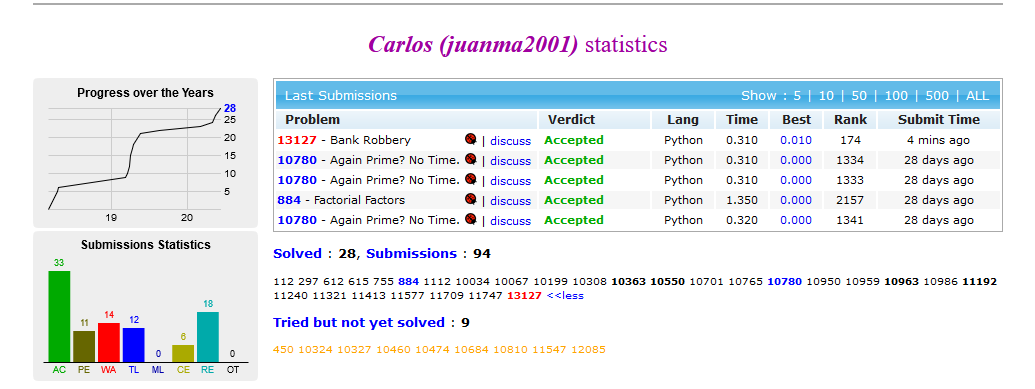 Carlos (juanma2001) statistics
Progress over the Years
28
25
20
15
10
5
19 20
Submissions Statistics
33
11
14
12
0
6
18
0
AC PE WA TL ML CE RE OT
Last Submissions Show : 5 | 10 | 50 | 100 | 500 | ALL
Problem Verdict Lang Time Best Rank Submit Time
13127 - Bank Robbery | discuss Accepted Python 0.310 0.010 174 4 mins ago
10780 - Again Prime? No Time. | discuss Accepted Python 0.310 0.000 1334 28 days ago
10780 - Again Prime? No Time. | discuss Accepted Python 0.310 0.000 1333 28 days ago
884 - Factorial Factors | discuss Accepted Python 1.350 0.000 2157 28 days ago
10780 - Again Prime? No Time. | discuss Accepted Python 0.320 0.000 1341 28 days ago
Solved : 28, Submissions : 94
112 297 612 615 755 884 1112 10034 10067 10199 10308 10363 10550 10701 10765 10780 10950 10959 10963 10986 11192
11240 11321 11413 11577 11709 11747 13127 <<less
Tried but not yet solved : 9
450 10324 10327 10460 10474 10684 10810 11547 12085